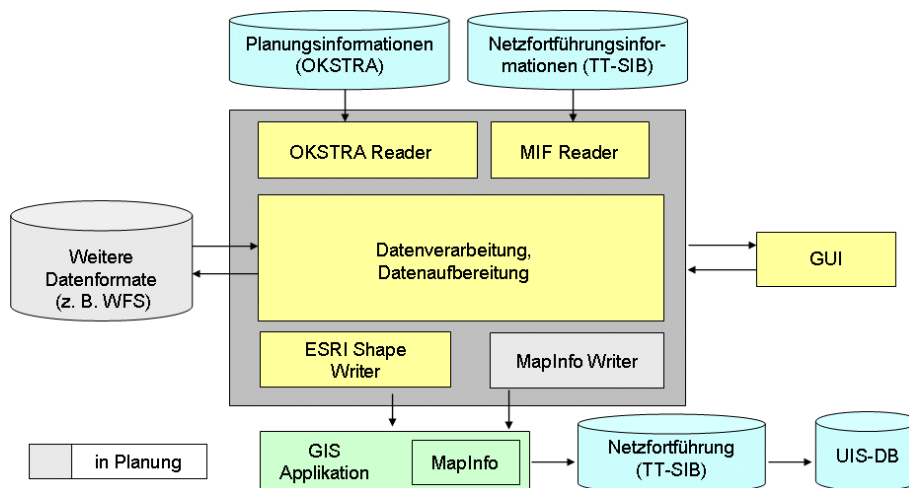 Planungsinformationen
(OKSTRA)
Netzfortführungsinfor-
mationen (TT-SIB)
OKSTRA Reader
MIF Reader
Weitere
Datenformate
(z. B. WFS)
Datenverarbeitung,
Datenaufbereitung
GUI
ESRI Shape
Writer
MapInfo Writer
in Planung
GIS
Applikation
MapInfo
Netzfortführung
(TT-SIB)
UIS-DB